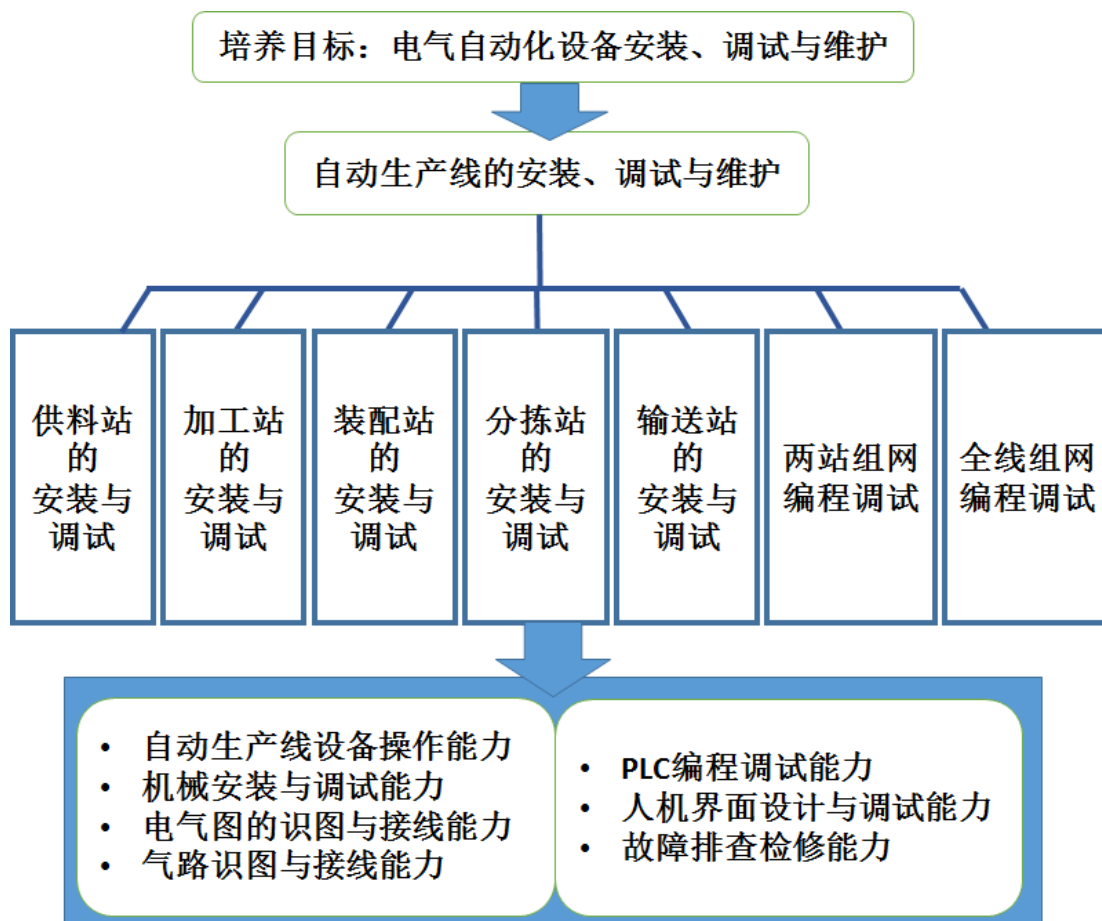 培养目标：电气自动化设备安装、调试与维护
自动生产线的安装、调试与维护
供料站
的
安装与
调试
加工站
的
安装与
调试
装配站
的
安装与
调试
分拣站
的
安装与
调试
输送站
的
安装与
调试
两站组网
编程调试
全线组网
编程调试
• 自动生产线设备操作能力
• 机械安装与调试能力
• 电气图的识图与接线能力
• 气路识图与接线能力
• PLC编程调试能力
• 人机界面设计与调试能力
• 故障排查检修能力